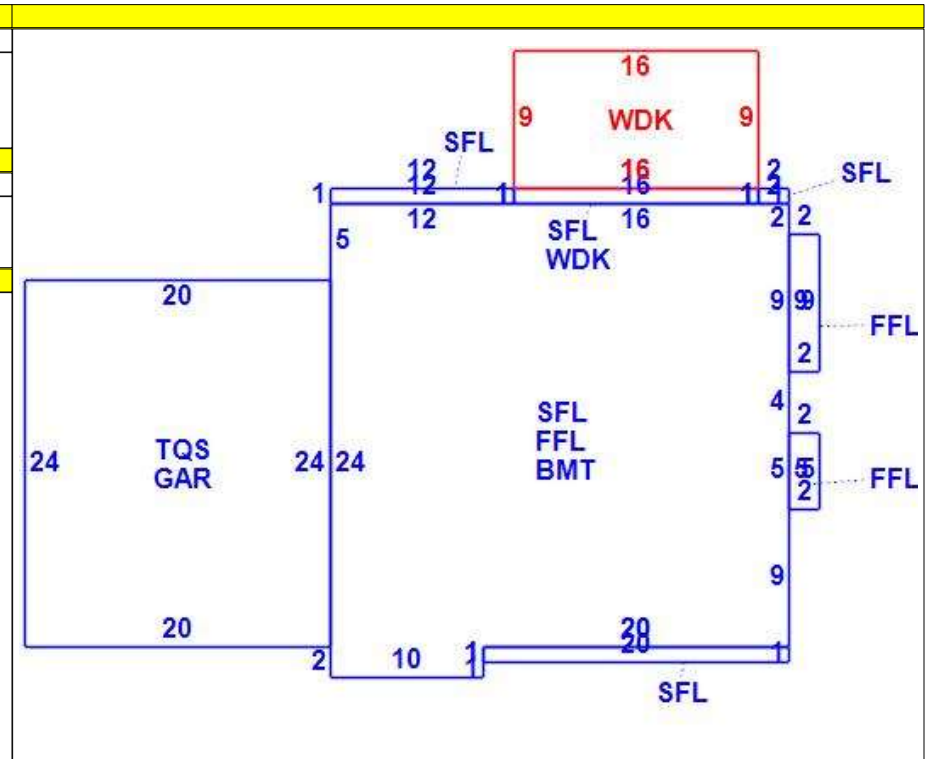 16
9 WDK 9
SFL
12 16 2
SFL
1 12 1 16 1 2
12 16 2 2
5 SFL
WDK
20
9 9 9
FFL
2
4 2
SFL
FFL
BMT
TQS
GAR
24 24 24
5 5 5
FFL
2
9
20 20
20
2 10 1 1
SFL